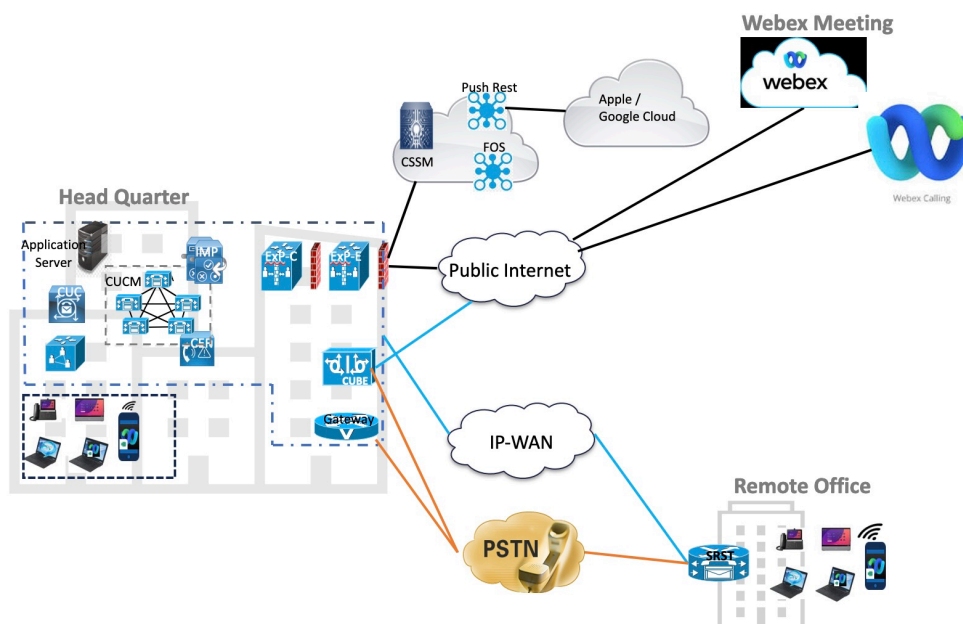 Webex Meeting
webex
Push Rest
Apple /
Google Cloud
CSSM
FOS
Webex Calling
Head Quarter
Application
Server
IMP
ExP-C
ExP-E
CUCM
Public Internet
CUC
CER
CUBE
Gateway
IP-WAN
PSTN
Remote Office
SRST